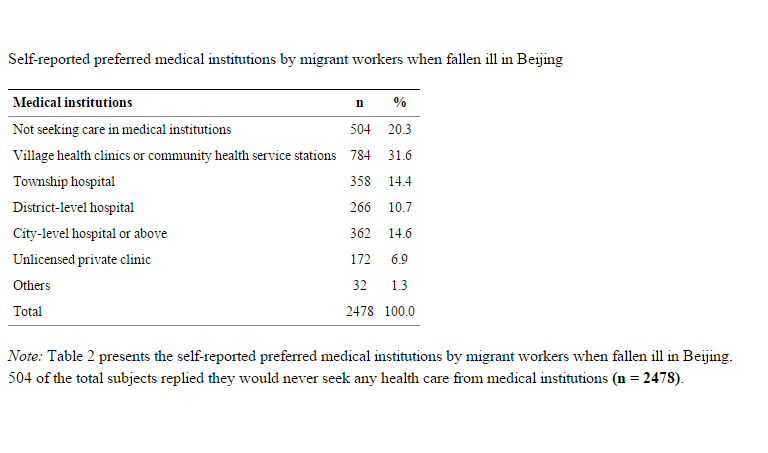 Self-reported preferred medical institutions by migrant workers when fallen ill in Beijing
Medical institutions n %
Not seeking care in medical institutions 504 20.3
Village health clinics or community health service stations 784 31.6
Township hospital 358 14.4
District-level hospital 266 10.7
City-level hospital or above 362 14.6
Unlicensed private clinic 172 6.9
Others 32 1.3
Total 2478 100.0
Note: Table 2 presents the self-reported preferred medical institutions by migrant workers when fallen ill in Beijing,
504 of the total subjects replied they would never seek any health care from medical institutions (n = 2478).